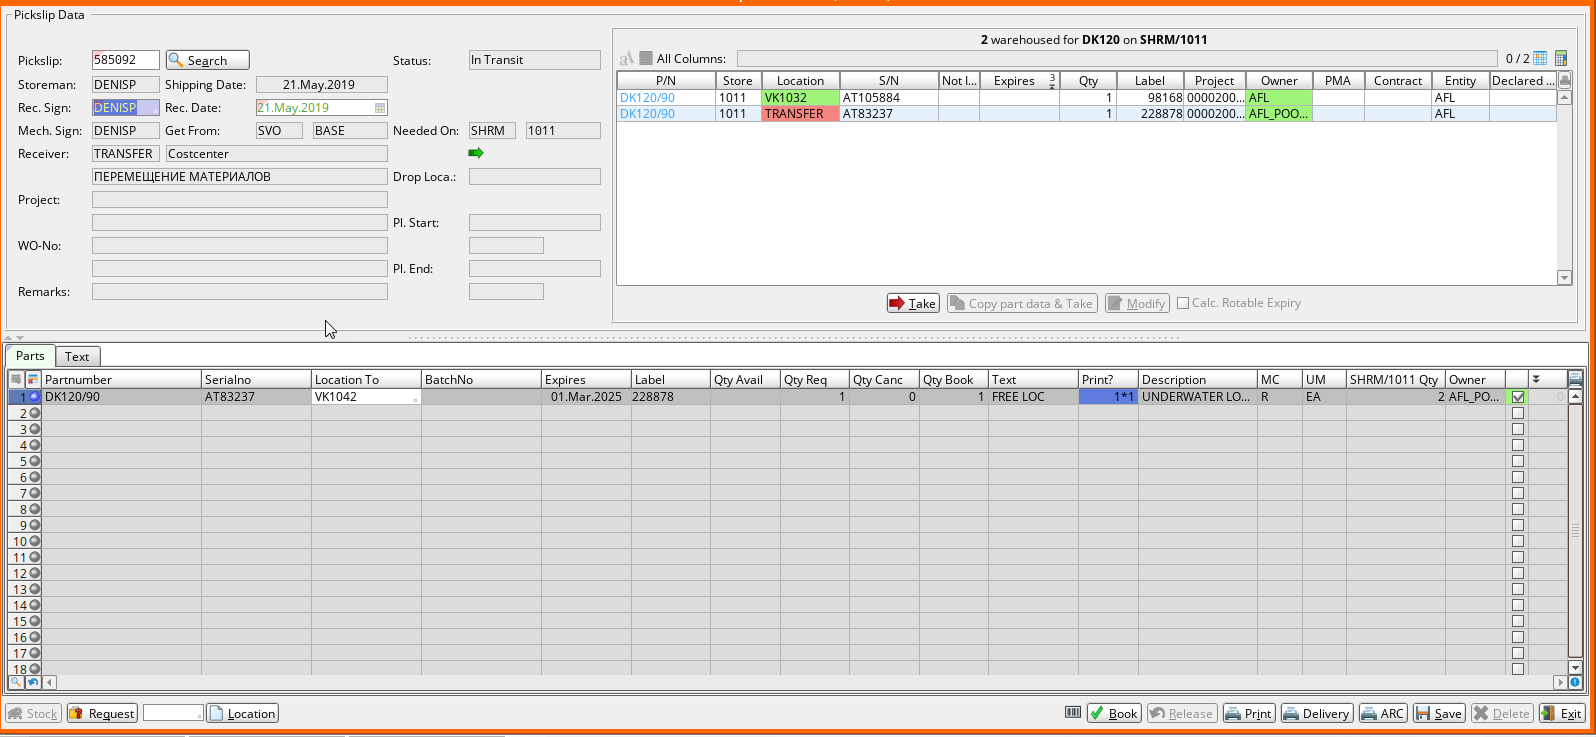 Pickslip Data
Pickslip: 585092 Search Status: In Transit
Storeman: DENISP Shipping Date: 21.May.2019
Rec. Sign: DENISP Rec. Date: 21.May.2019
Mech. Sign: DENISP Get From: SVO BASE Needed On: SHRM 1011
Receiver: TRANSFER Costcenter
ПЕРЕМЕЩЕНИЕ МАТЕРИАЛОВ Drop Loca.:
Project:
Pl. Start:
WO-No:
Pl. End:
Remarks:
2 warehoused for DK120 on SHRM/1011
All Columns: 0 / 2
P/N Store Location S/N Not I... Expires 3 Qty Label Project Owner PMA Contract Entity Declared ...
DK120/90 1011 VK1032 AT105884 1 98168 0000200... AFL AFL
DK120/90 1011 TRANSFER AT83237 1 228878 0000200... AFL_POO... AFL
Take Copy part data & Take Modify Calc. Rotable Expiry
Parts Text
Partnumber Serialno Location To BatchNo Expires Label Qty Avail Qty Req Qty Canc Qty Book Text Print? Description MC UM SHRM/1011 Qty Owner
1 DK120/90 AT83237 VK1042 01.Mar.2025 228878 1 0 1 FREE LOC 1*1 UNDERWATER LO... R EA 2 AFL_PO... 0
2
3
4
5
6
7
8
9
10
11
12
13
14
15
16
17
18
Stock Request Location Book Release Print Delivery ARC Save Delete Exit